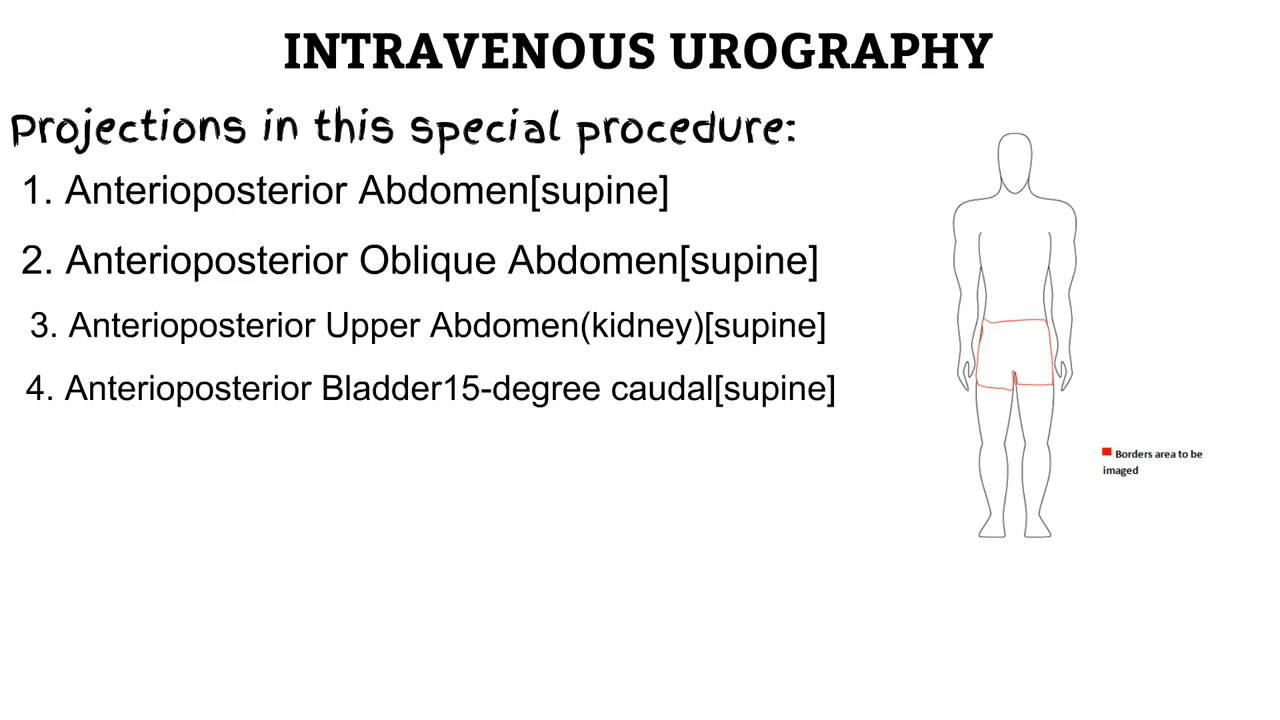 INTRAVENOUS UROGRAPHY
Projections in this special procedure:
1. Anterioposterior Abdomen[supine]
2. Anterioposterior Oblique Abdomen[supine]
3. Anterioposterior Upper Abdomen(kidney)[supine]
4. Anterioposterior Bladder15-degree caudal[supine]
Borders area to be
imaged